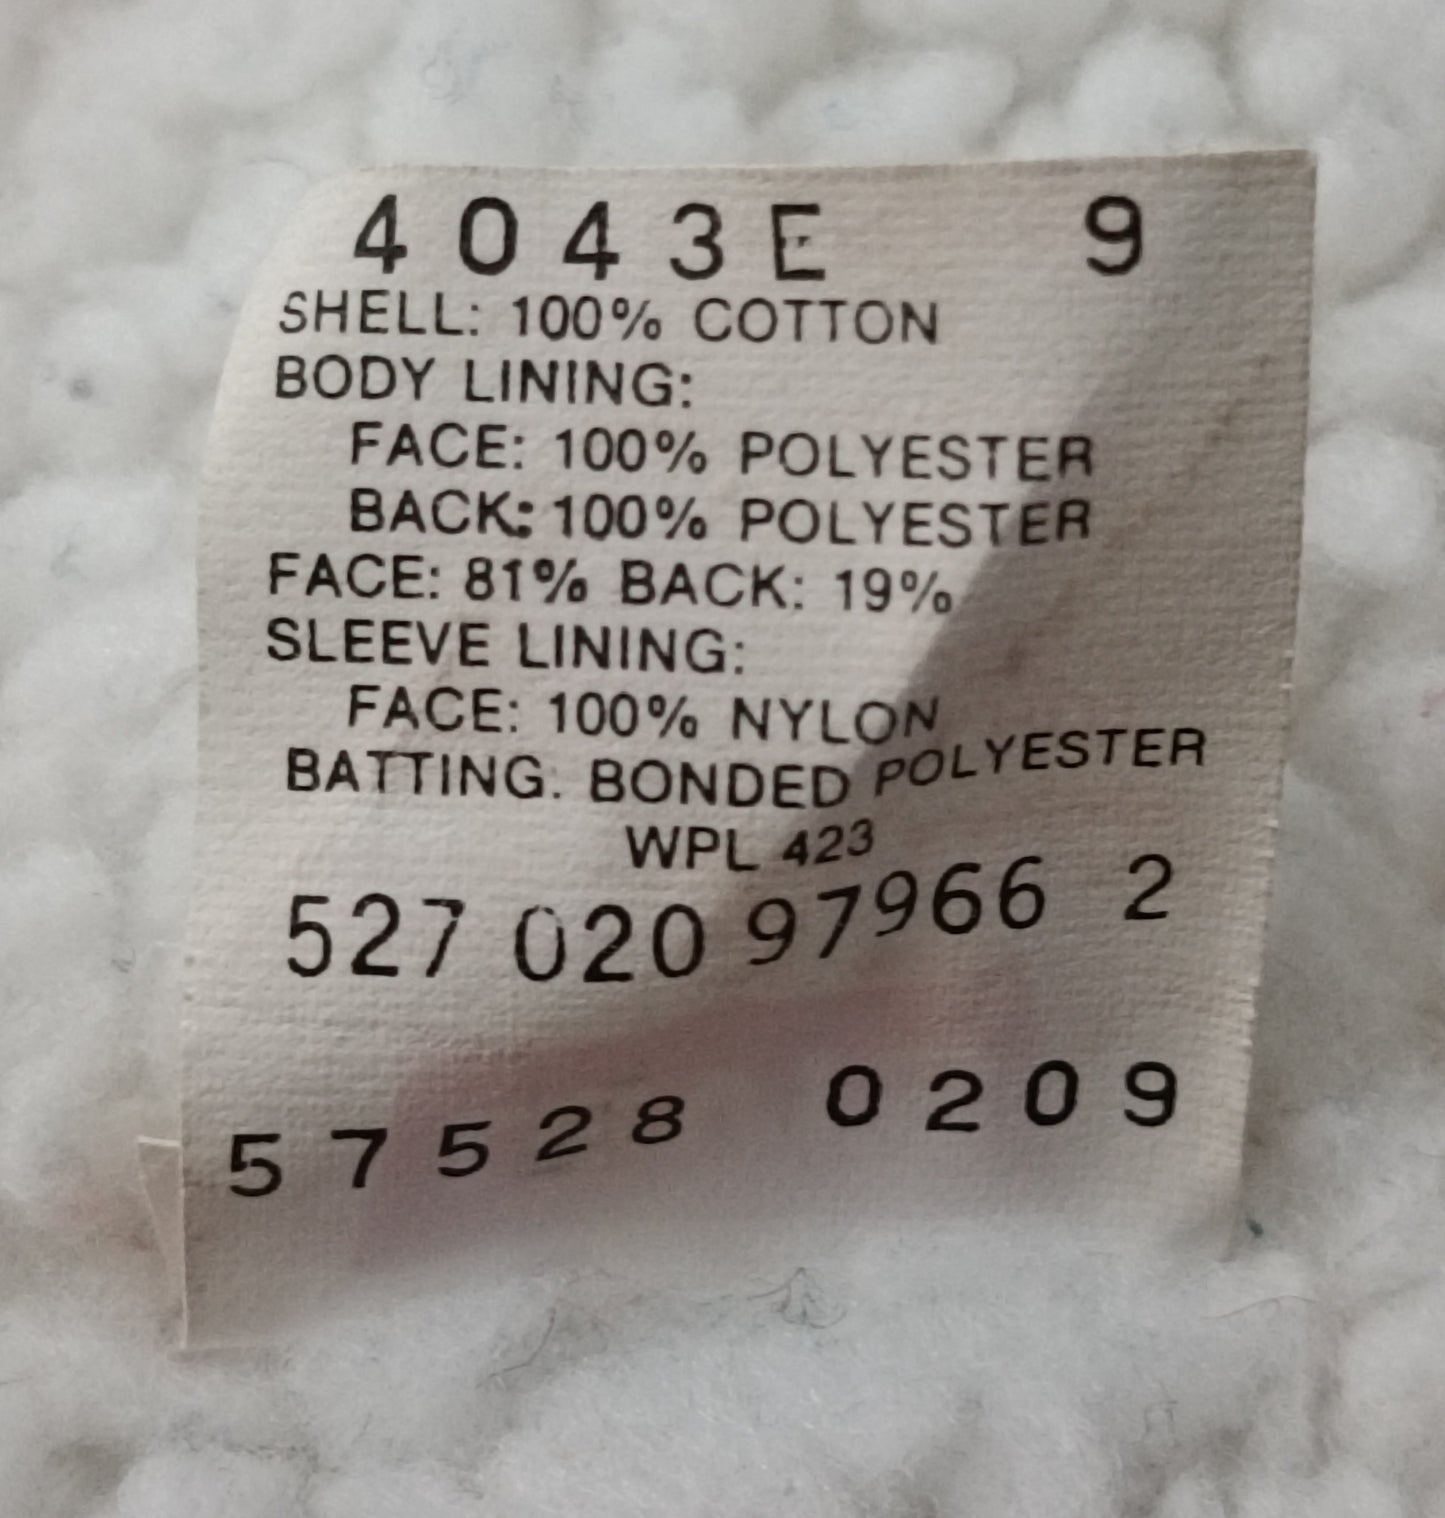 4043E 9
SHELL: 100% COTTON
BODY LINING:
FACE: 100% POLYESTER
BACK: 100% POLYESTER
FACE: 81% BACK: 19%
SLEEVE LINING:
FACE: 100% NYLON
BATTING. BONDED POLYESTER
WPL 423
527 020 97966 2
57528 0209